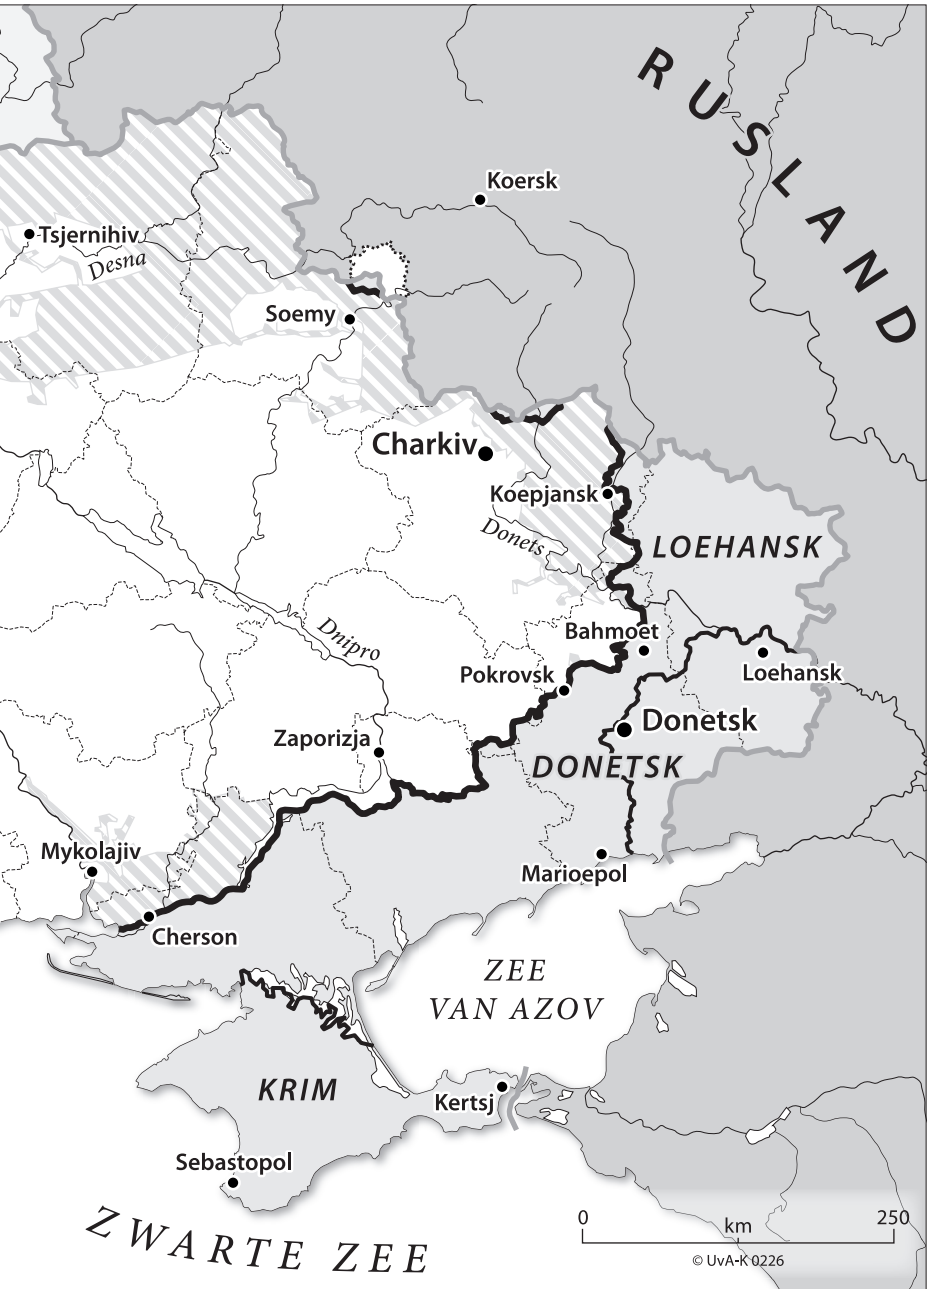 RUSLAND
Koersk
Tsjernihiv
Desna
Soemy
Charkiv
Koepjansk
Donets
LOEHANSK
Dnipro
Bahmoet
Pokrovsk
Loehansk
Donetsk
Zaporizja
DONETSK
Mykolajiv
Marioepol
Cherson
ZEE
VAN AZOV
KRIM
Kertsj
Sebastopol
ZWARTE ZEE
0 250
km
© UvA-K 0226